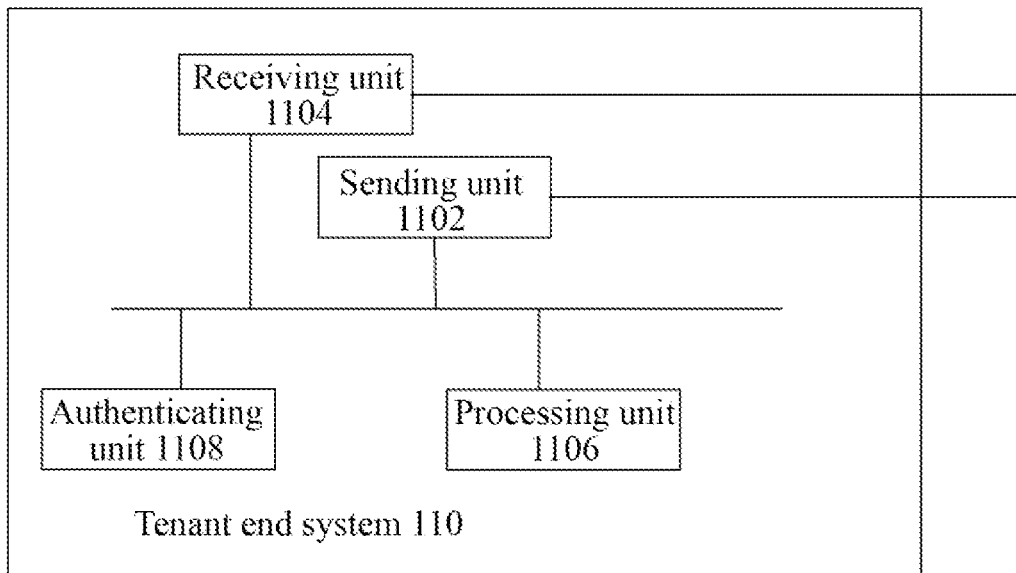 Receiving unit
1104
Sending unit
1102
Authenticating
unit 1108
Processing unit
1106
Tenant end system 110